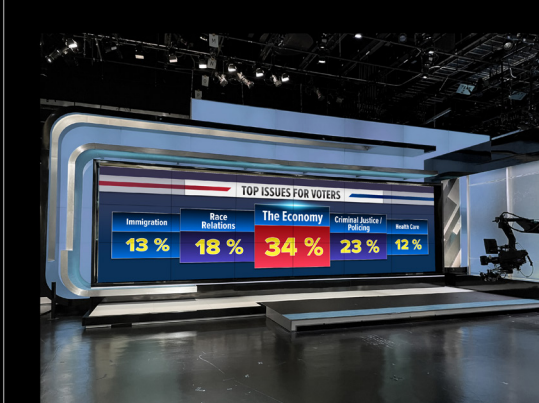 TOP ISSUES FOR VOTERS
Immigration
13 %
Race
Relations
18 %
The Economy
34 %
Criminal Justice /
Policing
23 %
Health Care
12 %